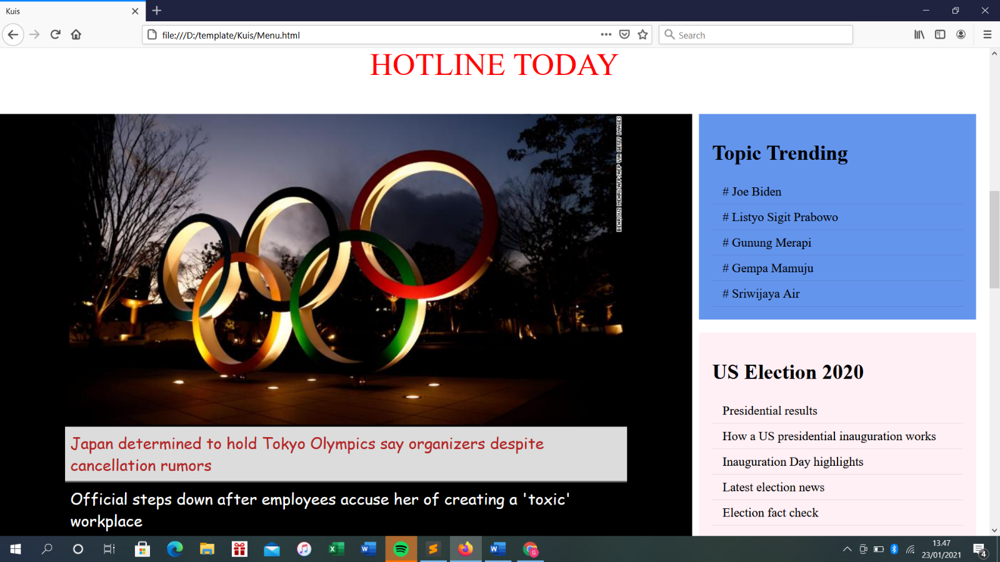 Kuis
file:///D:/template/Kuis/Menu.html
Search
HOTLINE TODAY
BEHROUZ MEHRI/AFP/AFP VIA GETTY IMAGES
Japan determined to hold Tokyo Olympics say organizers despite
cancellation rumors
Official steps down after employees accuse her of creating a 'toxic'
workplace
Topic Trending
# Joe Biden
# Listyo Sigit Prabowo
# Gunung Merapi
# Gempa Mamuju
# Sriwijaya Air
US Election 2020
Presidential results
How a US presidential inauguration works
Inauguration Day highlights
Latest election news
Election fact check
13.47
23/01/2021
4